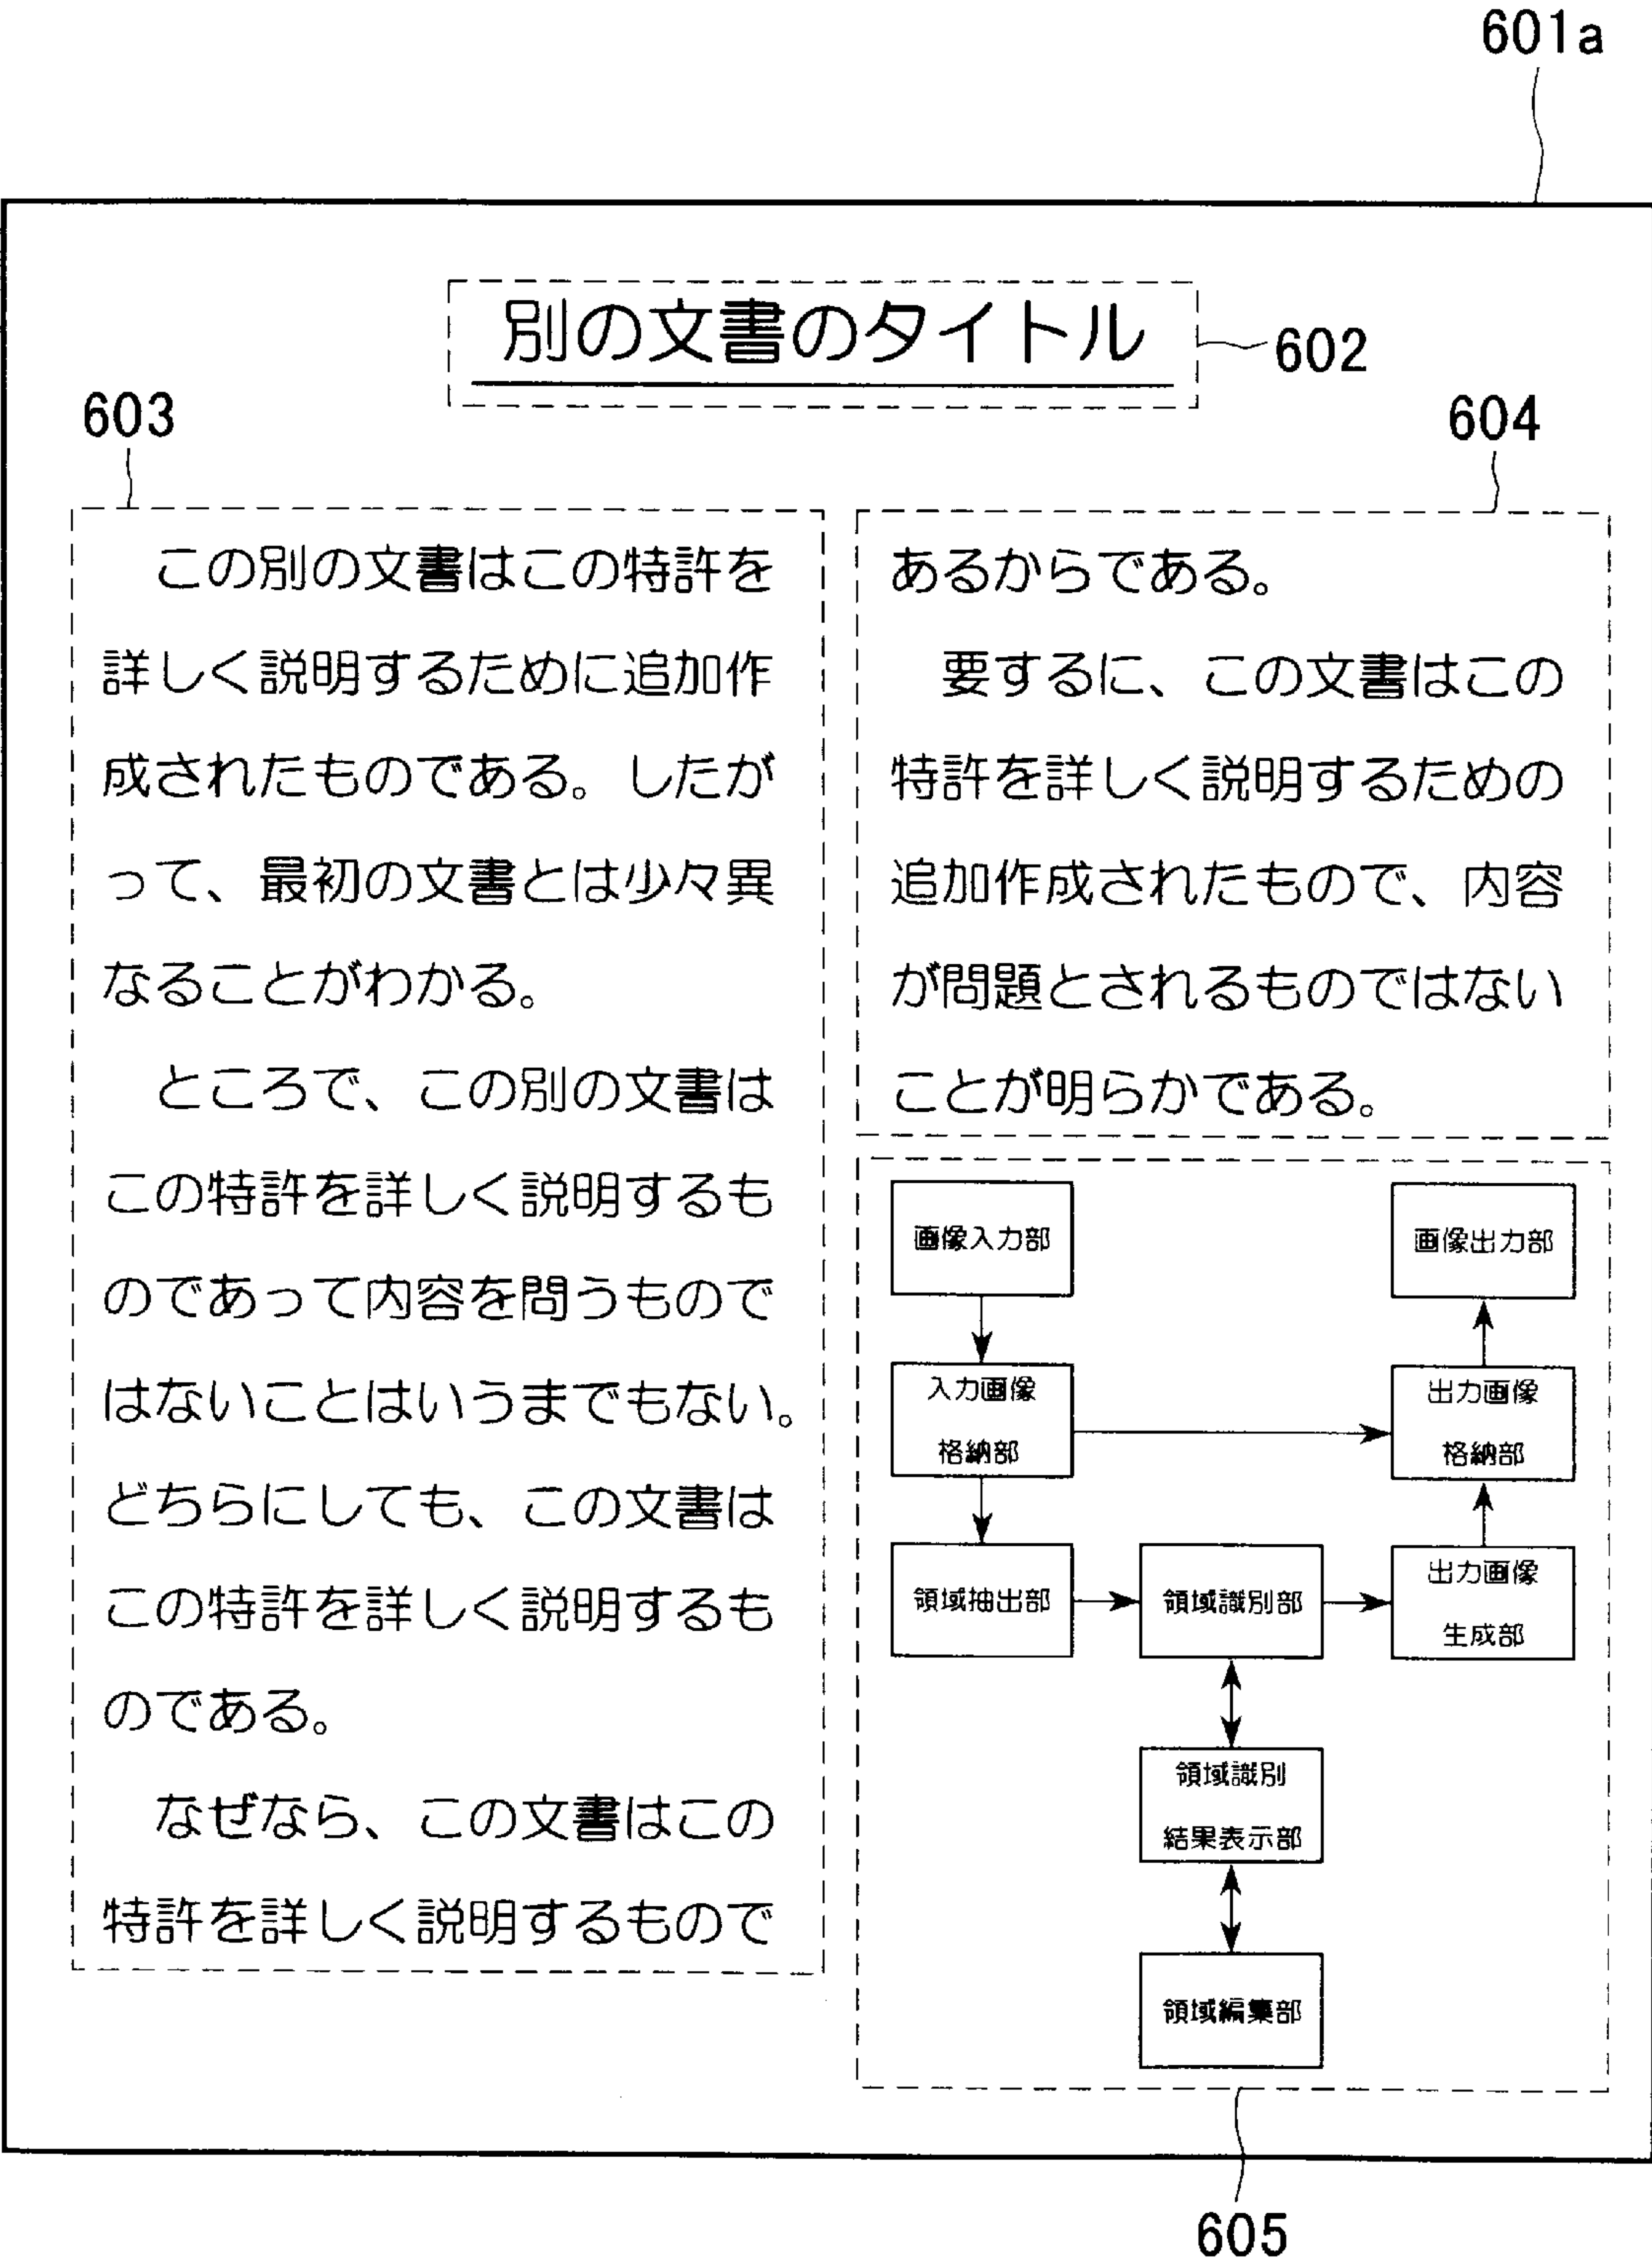 601a
別の文書のタイトル
602
603
この別の文書はこの特許を
詳しく説明するために追加作
成されたものである。したが
って、最初の文書とは少々異
なることがわかる。
ところで、この別の文書は
この特許を詳しく説明するも
のであって内容を問うもので
はないことはいうまでもない。
どちらにしても、この文書は
この特許を詳しく説明するも
のである。
なぜなら、この文書はこの
特許を詳しく説明するもので
604
あるからである。
要するに、この文書はこの
特許を詳しく説明するための
追加作成されたもので、内容
が問題とされるものではない
ことが明らかである。
画像入力部
画像出力部
入力画像
格納部
出力画像
格納部
領域抽出部
領域識別部
出力画像
生成部
領域識別
結果表示部
領域編集部
605